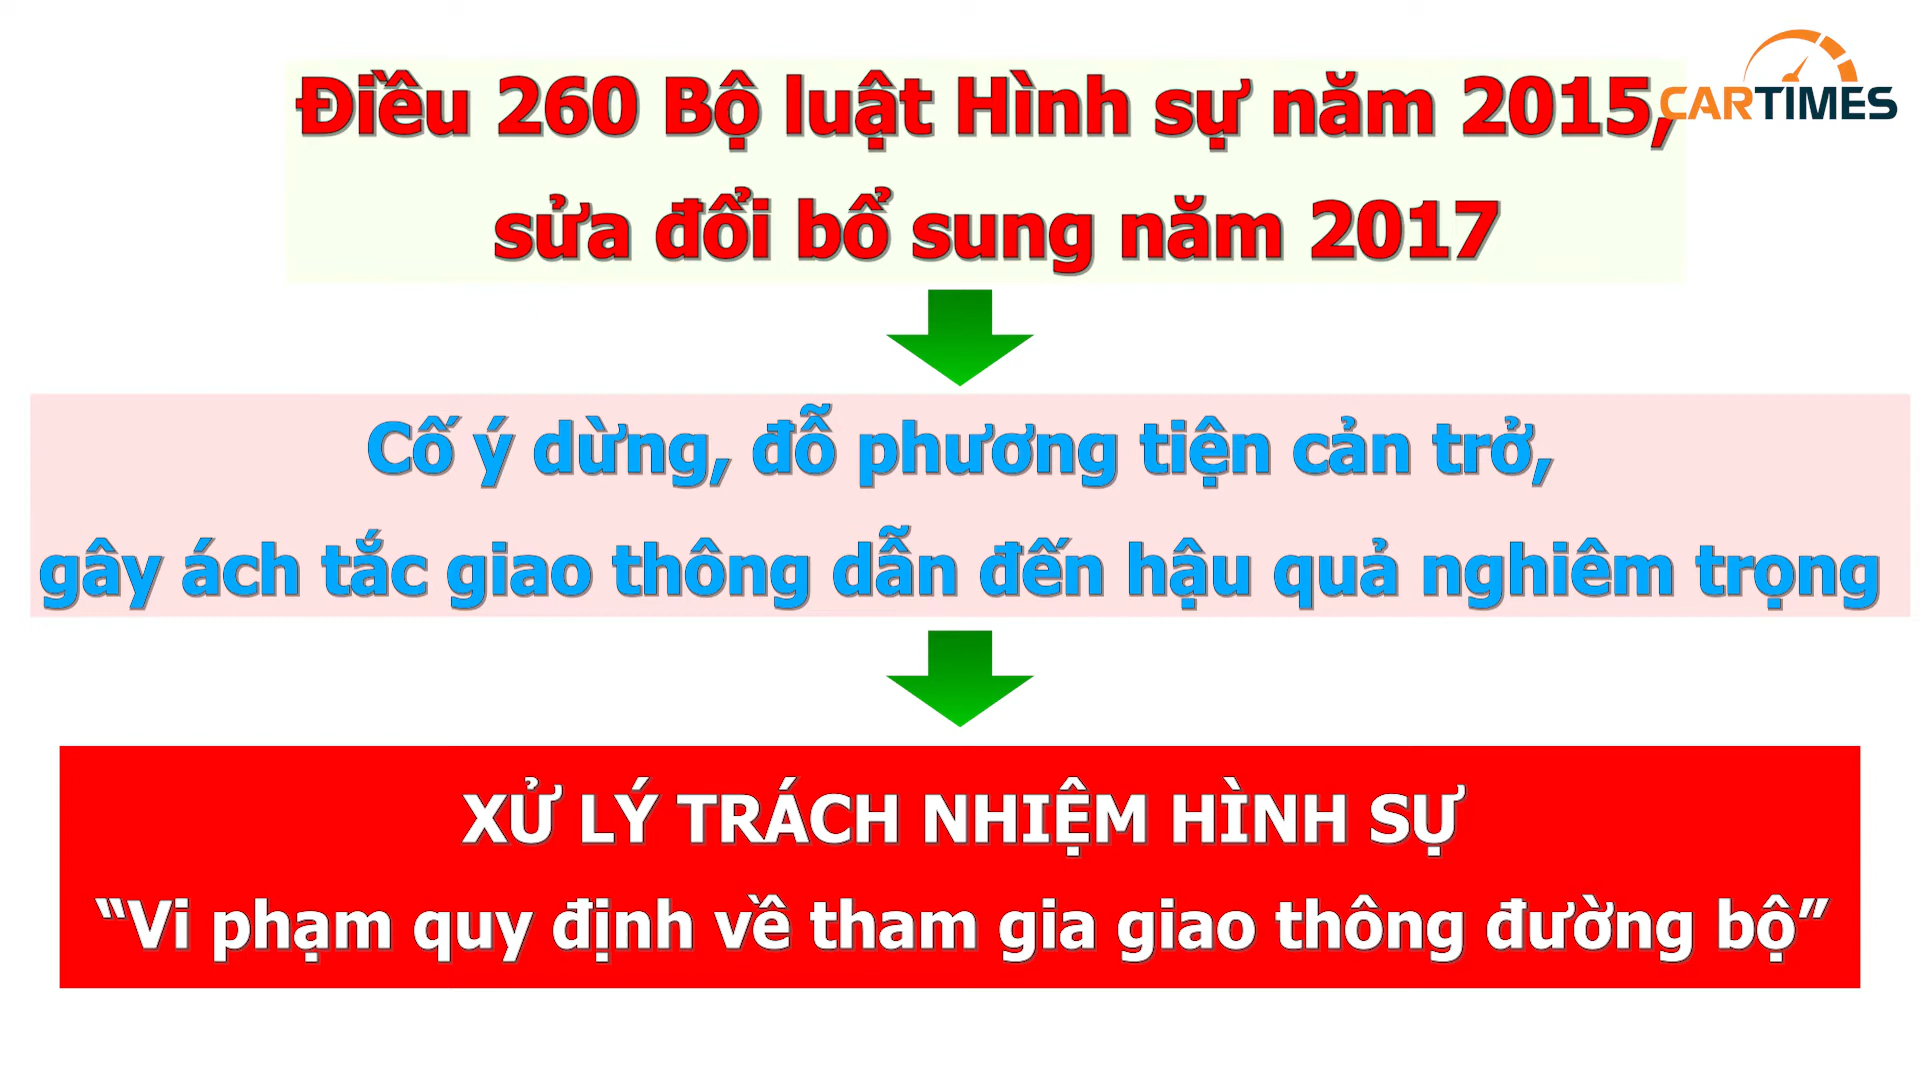 Điều 260 Bộ luật Hình sự năm 2015,
CARTIMES
sửa đổi bổ sung năm 2017
Cố ý dừng, đỗ phương tiện cản trở,
gây ách tắc giao thông dẫn đến hậu quả nghiêm trọng
XỬ LÝ TRÁCH NHIỆM HÌNH SỰ
“Vi phạm quy định về tham gia giao thông đường bộ”